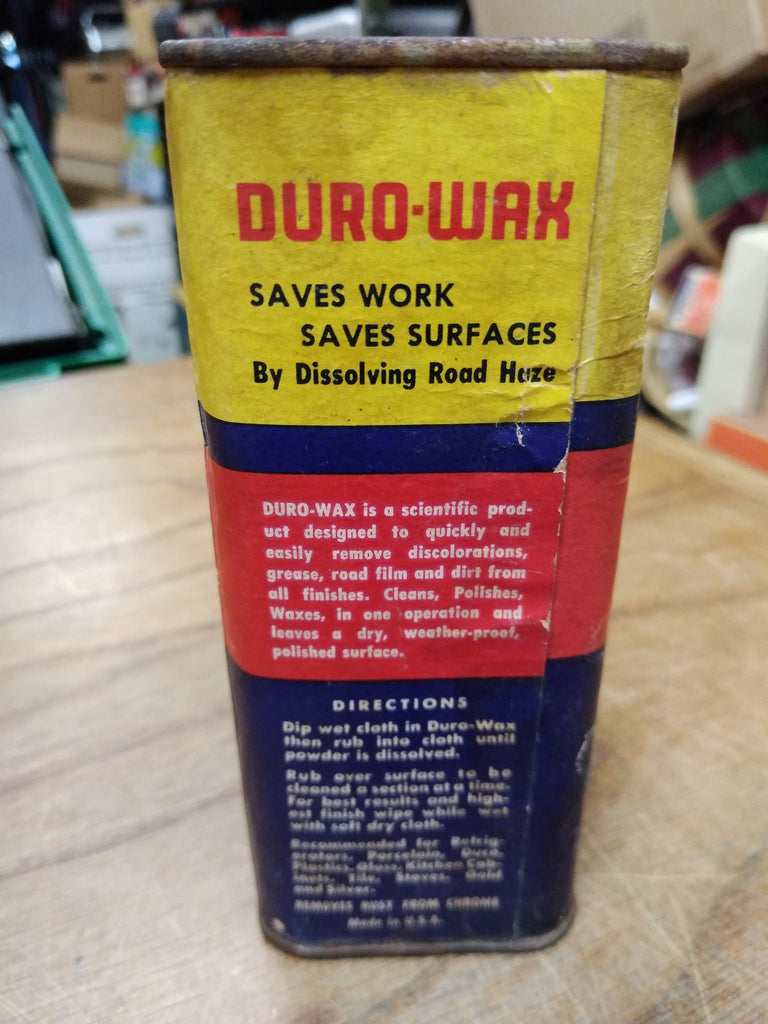 DURO-WAX
SAVES WORK
SAVES SURFACES
By Dissolving Road Haze
DURO-WAX is a scientific prod-
uct designed to quickly and
easily remove discolorations,
grease, road film and dirt from
all finishes. Cleans, Polishes,
Waxes, in one operation and
leaves a dry, weather-proof,
polished surface.
DIRECTIONS
Dip wet cloth in Duro-Wax
then rub into cloth until
powder is dissolved.
Rub over surface to be
cleaned a section at a time.
For best results and high-
est finish wipe while wet
with soft dry cloth.
Recommended for Refrig-
erators, Porcelain, Duco,
Plastics, Glass, Kitchen Cab-
inets, Tile, Stoves, Gold
and Silver.
REMOVES RUST FROM CHROME
Made in U.S.A.